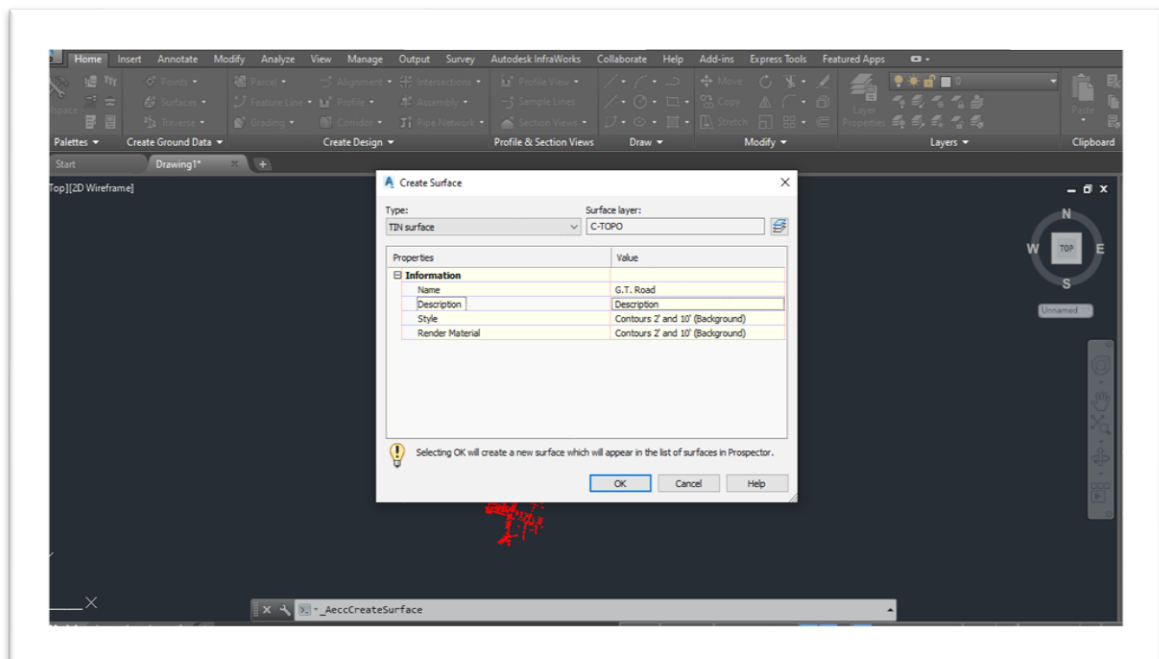 Home Insert Annotate Modify Analyze View Manage Output Survey Autodesk InfraWorks Collaborate Help Add-ins Express Tools Featured Apps
Points Parcel Alignment Intersections Profile View Move
Surfaces Feature Line Profile Assembly Sample Lines Copy Layer Paste
Traverse Grading Corridor Pipe Network Section Views Stretch Properties
Palettes Create Ground Data Create Design Profile & Section Views Draw Modify Layers Clipboard
Start Drawing1* +
Top][2D Wireframe]
Create Surface
Type: Surface layer:
TIN surface C-TOPO
Properties Value
Information
Name G.T. Road
Description Description
Style Contours 2' and 10' (Background)
Render Material Contours 2' and 10' (Background)
Selecting OK will create a new surface which will appear in the list of surfaces in Prospector.
OK Cancel Help
N
W TOP E
S
Unnamed
X
_AeccCreateSurface